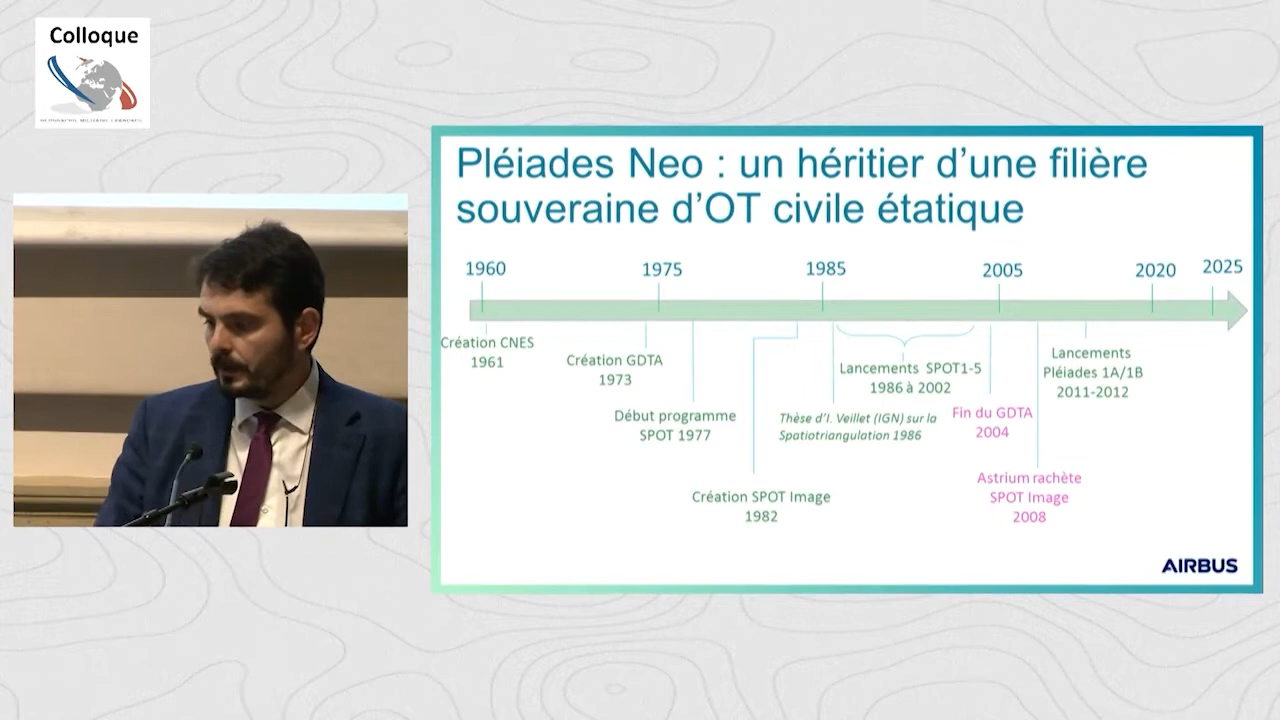 Colloque
Pléiades Neo : un héritier d’une filière
souveraine d’OT civile étatique
1960
1975
1985
2005
2020
2025
Création CNES
1961
Création GDTA
1973
Début programme
SPOT 1977
Création SPOT Image
1982
Thèse d’I. Veillet (IGN) sur la
Spatiotriangulation 1986
Lancements SPOT1-5
1986 à 2002
Fin du GDTA
2004
Astrium rachète
SPOT Image
2008
Lancements
Pléiades 1A/1B
2011-2012
AIRBUS